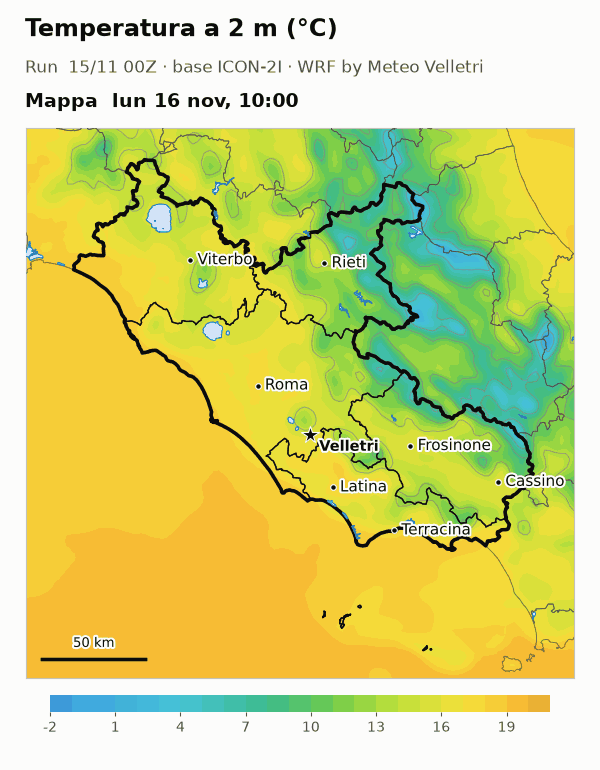 Temperatura a 2 m (°C)
Run  15/11 00Z · base ICON-2I · WRF by Meteo Velletri
Mappa  lun 16 nov, 10:00
Viterbo
Rieti
Roma
Velletri
Frosinone
Cassino
Latina
Terracina
50 km
-2 1 4 7 10 13 16 19